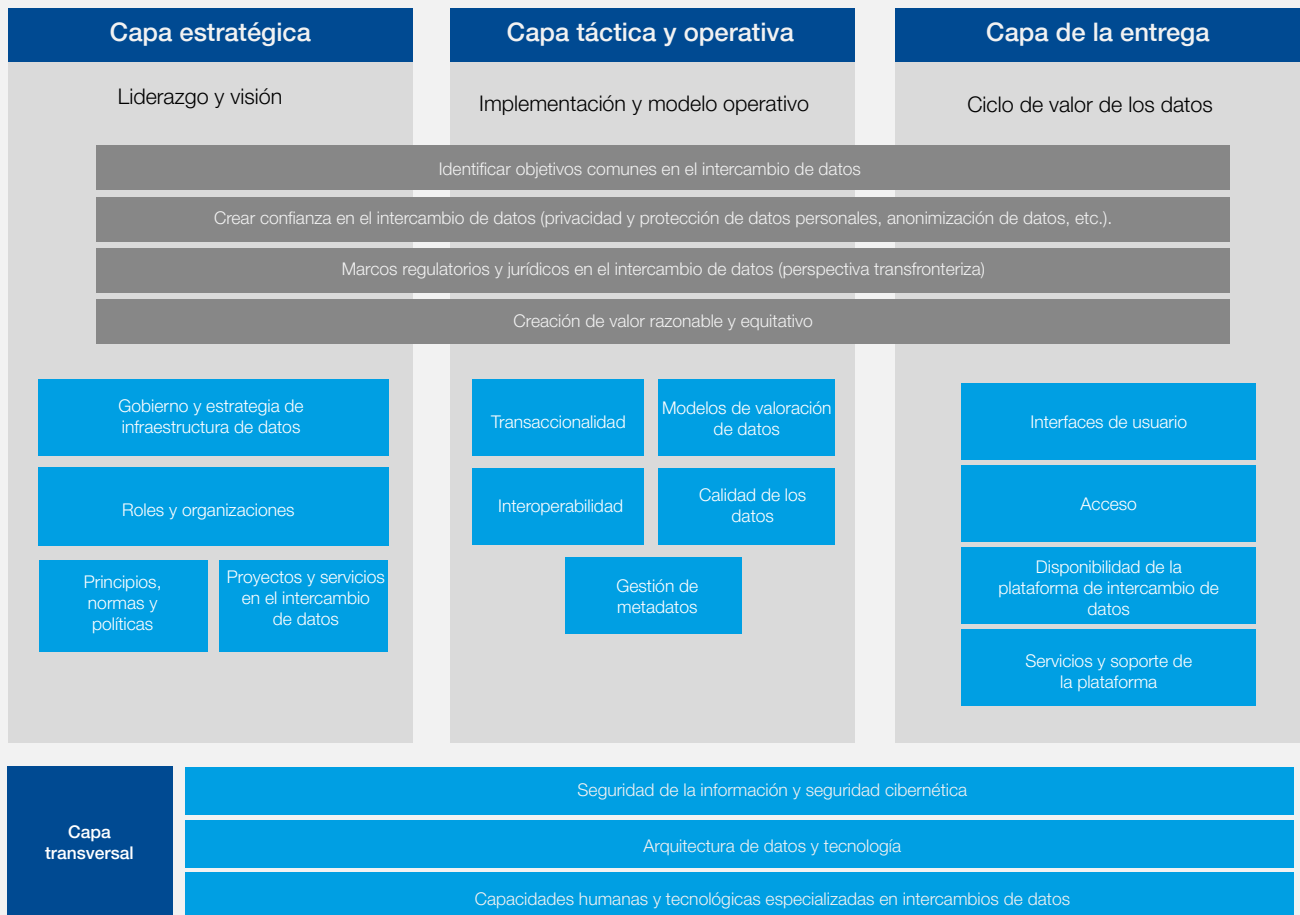 Capa estratégica
Capa táctica y operativa
Capa de la entrega
Liderazgo y visión
Implementación y modelo operativo
Ciclo de valor de los datos
Identificar objetivos comunes en el intercambio de datos
Crear confianza en el intercambio de datos (privacidad y protección de datos personales, anonimización de datos, etc.).
Marcos regulatorios y jurídicos en el intercambio de datos (perspectiva transfronteriza)
Creación de valor razonable y equitativo
Gobierno y estrategia de
infraestructura de datos
Roles y organizaciones
Principios,
normas y
políticas
Proyectos y servicios
en el intercambio
de datos
Transaccionalidad
Modelos de valoración
de datos
Interoperabilidad
Calidad de los
datos
Gestión de
metadatos
Interfaces de usuario
Acceso
Disponibilidad de la
plataforma de intercambio de
datos
Servicios y soporte de
la plataforma
Capa
transversal
Seguridad de la información y seguridad cibernética
Arquitectura de datos y tecnología
Capacidades humanas y tecnológicas especializadas en intercambios de datos